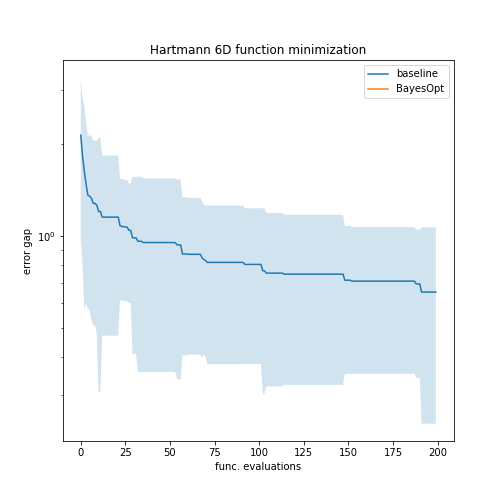 Hartmann 6D function minimization
baseline
BayesOpt
error gap
10⁰
0 25 50 75 100 125 150 175 200
func. evaluations